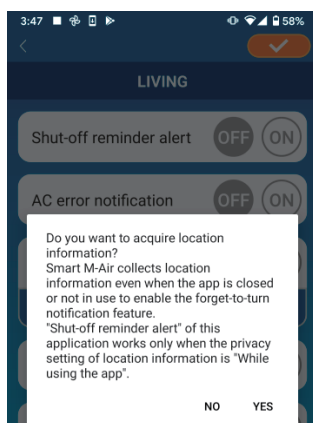 3:47 58%
LIVING
Shut-off reminder alert OFF ON
AC error notification OFF ON
Do you want to acquire location
information?
Smart M-Air collects location
information even when the app is closed
or not in use to enable the forget-to-turn
notification feature.
"Shut-off reminder alert" of this
application works only when the privacy
setting of location information is "While
using the app".
NO YES